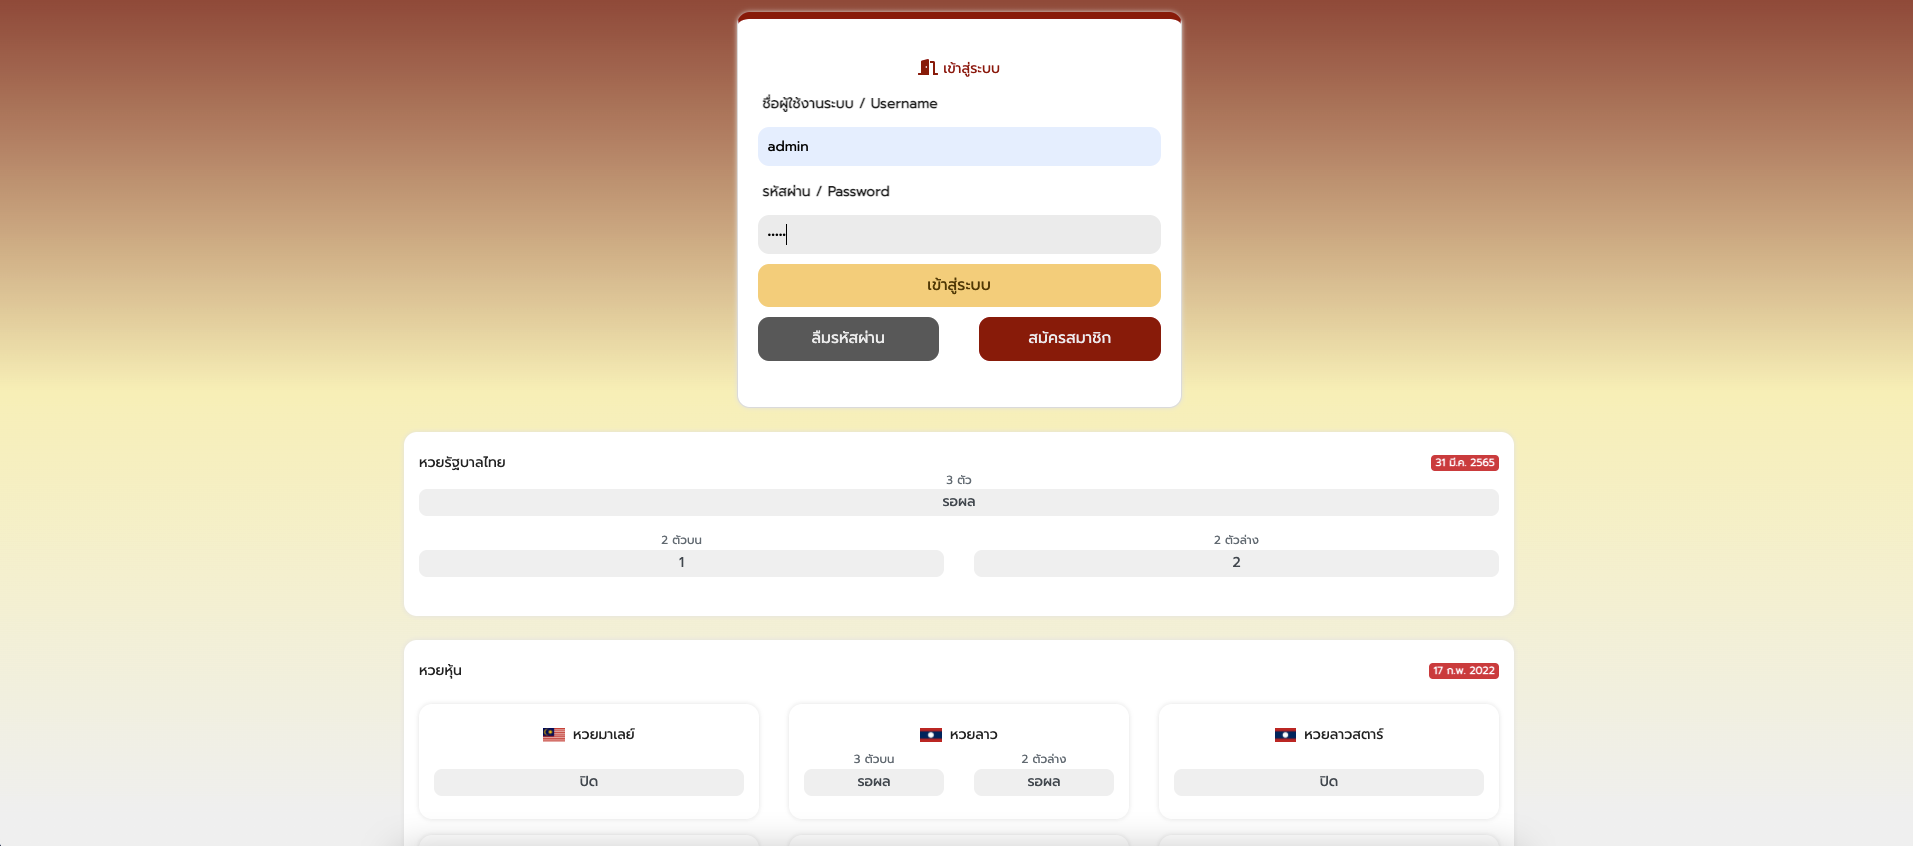 เข้าสู่ระบบ
ชื่อผู้ใช้งานระบบ / Username
admin
รหัสผ่าน / Password
•••••
เข้าสู่ระบบ
ลืมรหัสผ่าน สมัครสมาชิก
หวยรัฐบาลไทย 31 มี.ค. 2565
3 ตัว
รอผล
2 ตัวบน 2 ตัวล่าง
1 2
หวยหุ้น 17 ก.พ. 2022
หวยมาเลย์ หวยลาว หวยลาวสตาร์
3 ตัวบน 2 ตัวล่าง
ปิด รอผล รอผล ปิด